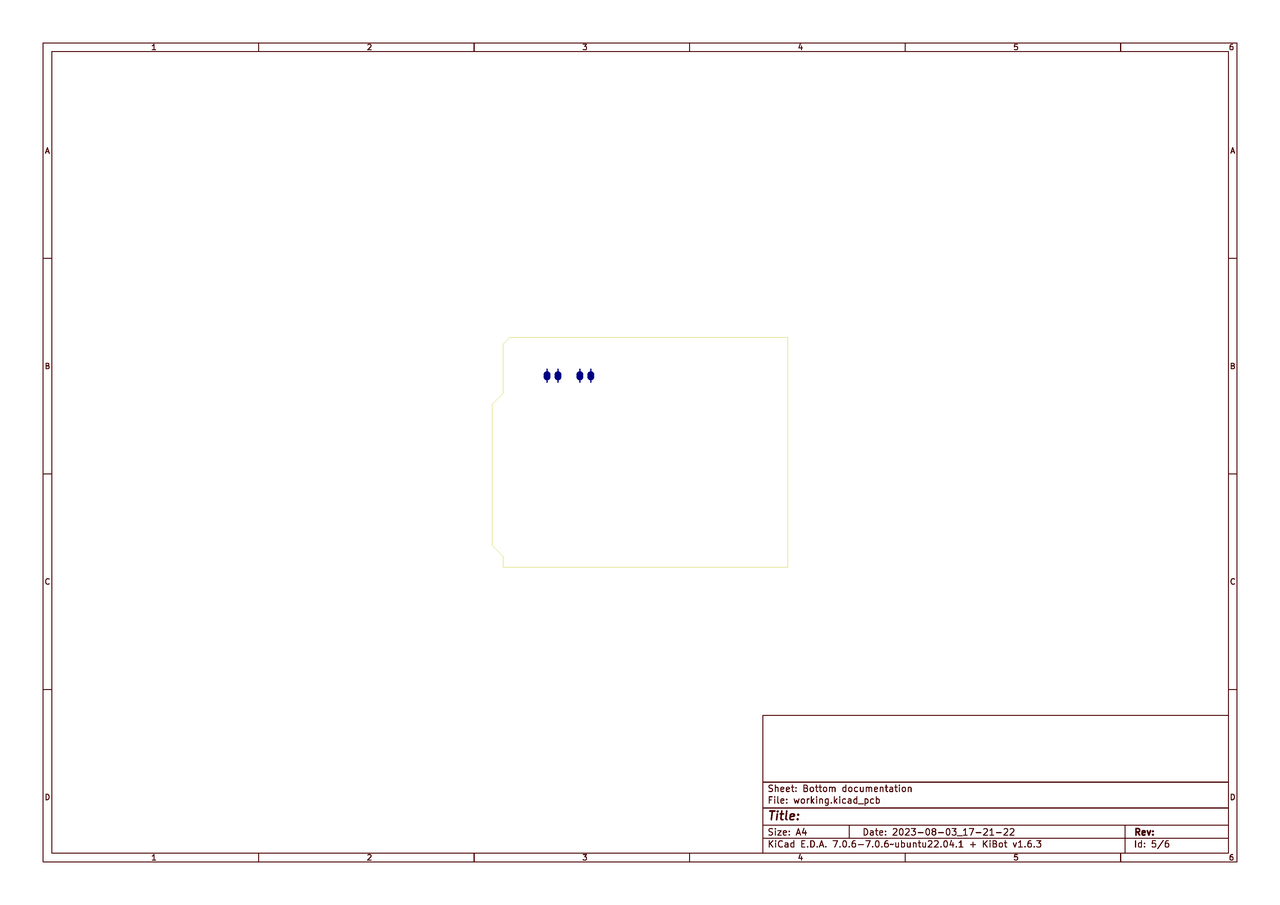 1 2 3 4 5 6
A A
B B
C C
D D
Sheet: Bottom documentation
File: working.kicad_pcb
Title:
Size: A4 Date: 2023-08-03_17-21-22 Rev:
KiCad E.D.A. 7.0.6-7.0.6~ubuntu22.04.1 + KiBot v1.6.3 Id: 5/6
1 2 3 4 5 6